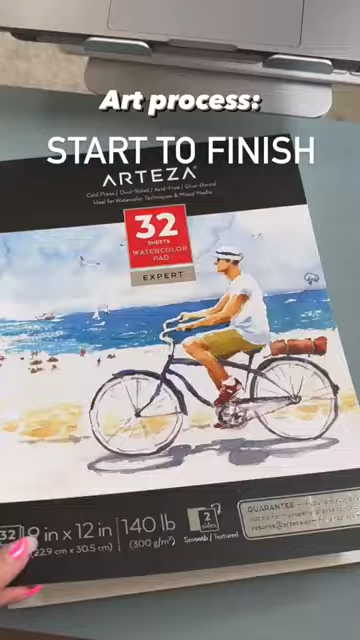 Art process:
START TO FINISH
ARTEZA
Cold Press / Dual-Sided / Acid-Free / Glue-Bound
Ideal for Watercolor Techniques & Mixed Media
32
SHEETS
WATERCOLOR
PAD
EXPERT
32
9 in x 12 in
(22.9 cm x 30.5 cm)
140 lb
(300 g/m²)
2
sides
Smooth / Textured
GUARANTEE